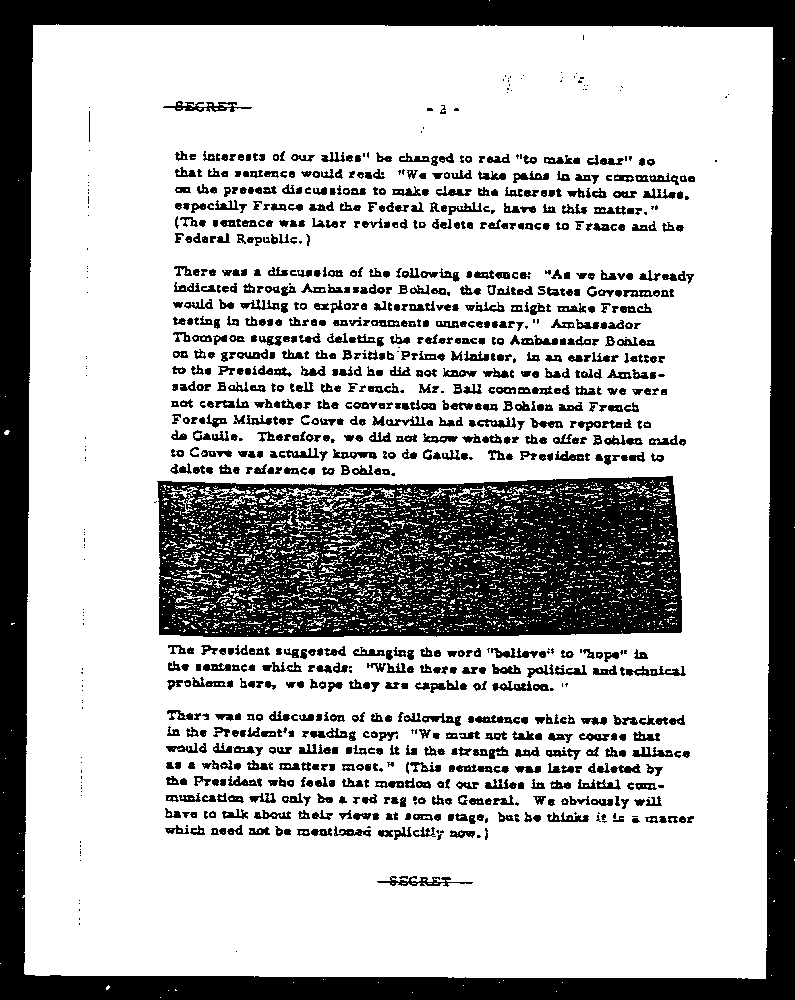 SECRET
- 2 -
the interests of our allies" be changed to read "to make clear" so
that the sentence would read: "We would take pains in any communique
on the present discussions to make clear the interest which our allies,
especially France and the Federal Republic, have in this matter."
(The sentence was later revised to delete reference to France and the
Federal Republic.)
There was a discussion of the following sentence: "As we have already
indicated through Ambassador Bohlen, the United States Government
would be willing to explore alternatives which might make French
testing in these three environments unnecessary." Ambassador
Thompson suggested deleting the reference to Ambassador Bohlen
on the grounds that the British Prime Minister, in an earlier letter
to the President, had said he did not know what we had told Ambas-
sador Bohlen to tell the French. Mr. Ball commented that we were
not certain whether the conversation between Bohlen and French
Foreign Minister Couve de Murville had actually been reported to
de Gaulle. Therefore, we did not know whether the offer Bohlen made
to Couve was actually known to de Gaulle. The President agreed to
delete the reference to Bohlen.
The President suggested changing the word "believe" to "hope" in
the sentence which reads: "While there are both political and technical
problems here, we hope they are capable of solution."
There was no discussion of the following sentence which was bracketed
in the President's reading copy: "We must not take any course that
would dismay our allies since it is the strength and unity of the alliance
as a whole that matters most." (This sentence was later deleted by
the President who feels that mention of our allies in the initial com-
munication will only be a red rag to the General. We obviously will
have to talk about their views at some stage, but he thinks it is a matter
which need not be mentioned explicitly now.)
SECRET